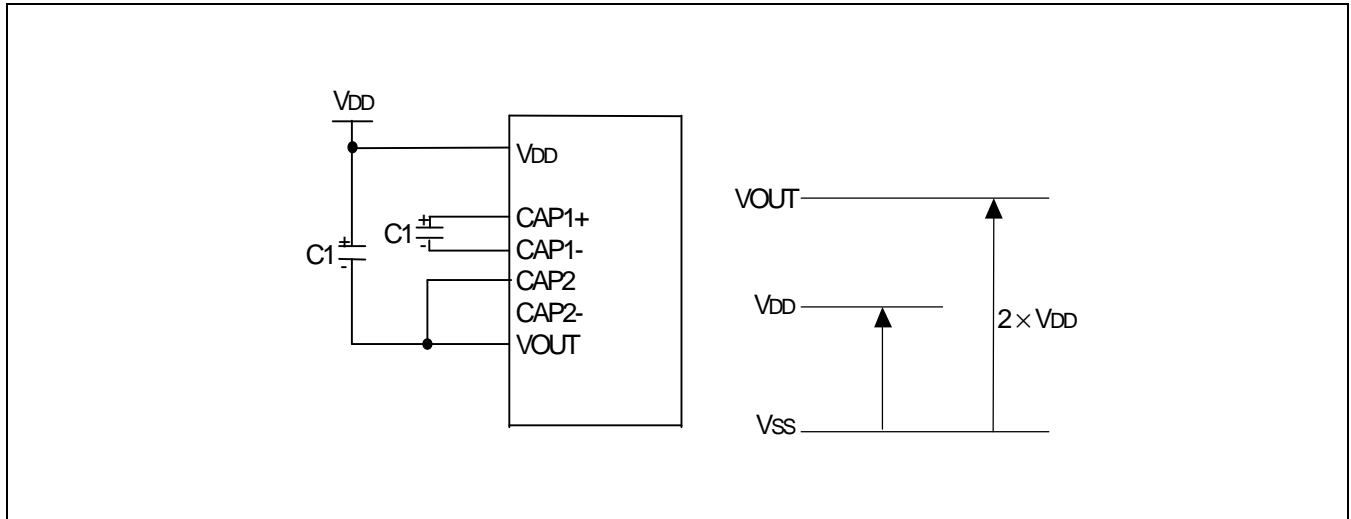 VDD
VDD
CAP1+
C1
+
-
CAP1-
C1
+
-
CAP2
CAP2-
VOUT
VOUT
VDD
2 × VDD
VSS